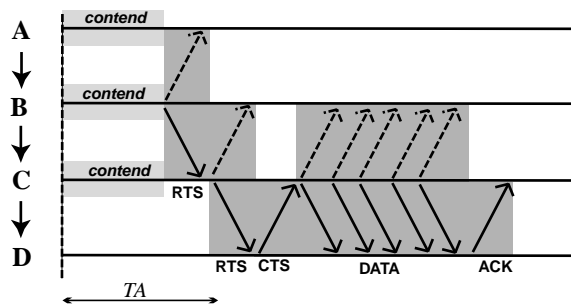 A
contend
B
contend
C
contend
RTS
D
RTS CTS DATA ACK
TA